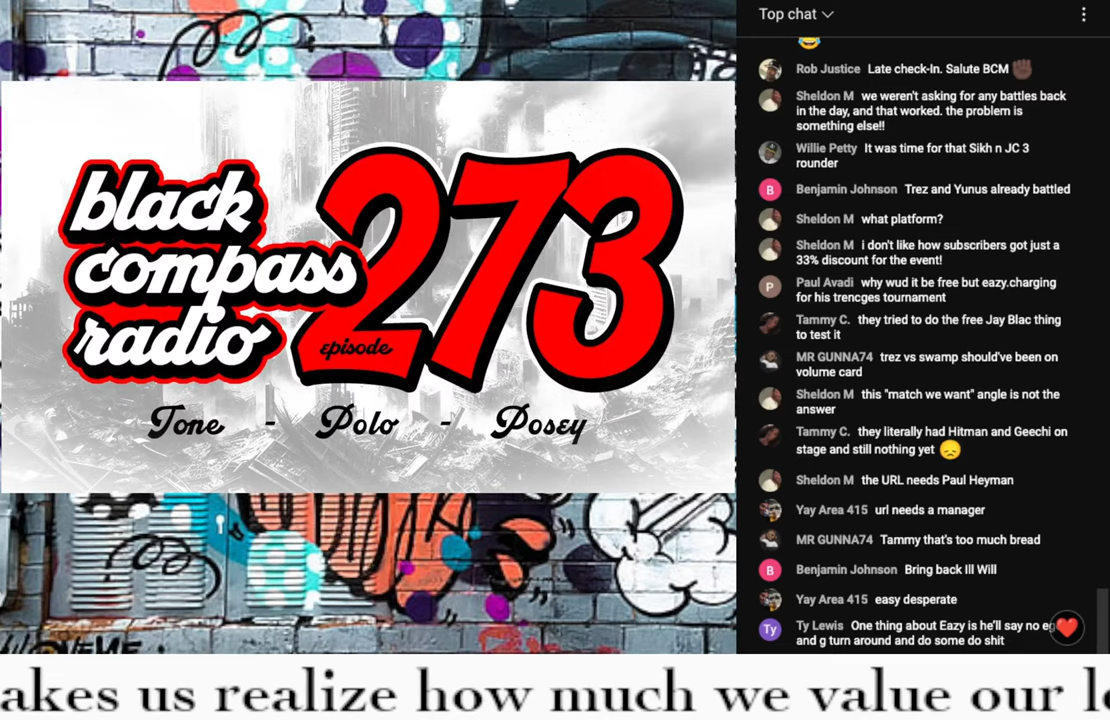 black
compass
radio
273
episode
Tone - Polo - Posey
Top chat
Rob Justice Late check-In. Salute BCM
Sheldon M we weren't asking for any battles back
in the day, and that worked. the problem is
something else!!
Willie Petty It was time for that Sikh n JC 3
rounder
B
Benjamin Johnson Trez and Yunus already battled
Sheldon M what platform?
Sheldon M i don't like how subscribers got just a
33% discount for the event!
P
Paul Avadi why wud it be free but eazy.charging
for his trencges tournament
Tammy C. they tried to do the free Jay Blac thing
to test it
MR GUNNA74 trez vs swamp should've been on
volume card
Sheldon M this "match we want" angle is not the
answer
Tammy C. they literally had Hitman and Geechi on
stage and still nothing yet
Sheldon M the URL needs Paul Heyman
Yay Area 415 url needs a manager
MR GUNNA74 Tammy that's too much bread
B
Benjamin Johnson Bring back Ill Will
Yay Area 415 easy desperate
Ty
Ty Lewis One thing about Eazy is he'll say no
and g turn around and do some do shit
akes us realize how much we value our